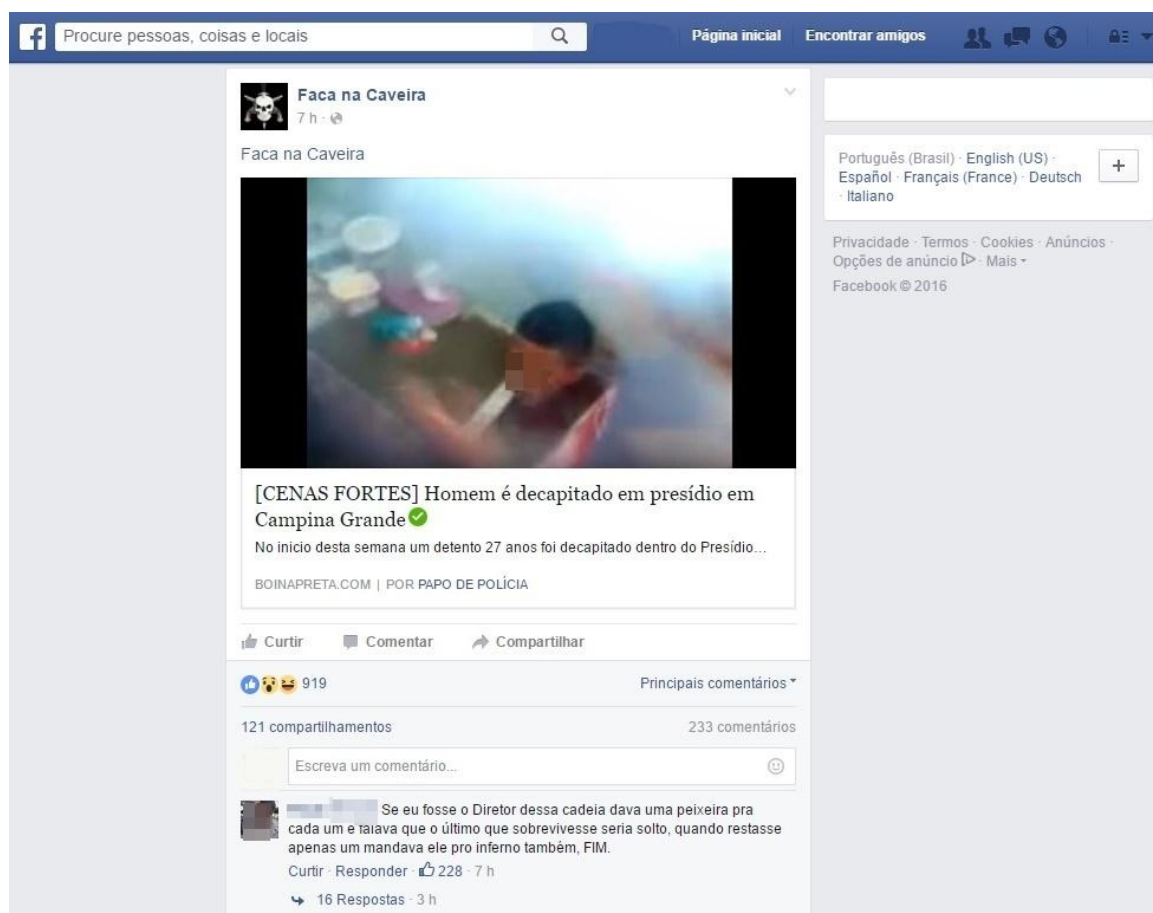 Procure pessoas, coisas e locais
Página inicial
Encontrar amigos
Faca na Caveira
7 h
Faca na Caveira
[CENAS FORTES] Homem é decapitado em presídio em
Campina Grande
No inicio desta semana um detento 27 anos foi decapitado dentro do Presídio...
BOINAPRETA.COM | POR PAPO DE POLÍCIA
Curtir Comentar Compartilhar
919
Principais comentários
121 compartilhamentos
233 comentários
Escreva um comentário...
Se eu fosse o Diretor dessa cadeia dava uma peixeira pra
cada um e falava que o último que sobrevivesse seria solto, quando restasse
apenas um mandava ele pro inferno também, FIM.
Curtir · Responder · 228 · 7 h
16 Respostas · 3 h
Português (Brasil) · English (US) ·
Español · Français (France) · Deutsch
· Italiano
Privacidade · Termos · Cookies · Anúncios ·
Opções de anúncio · Mais
Facebook © 2016